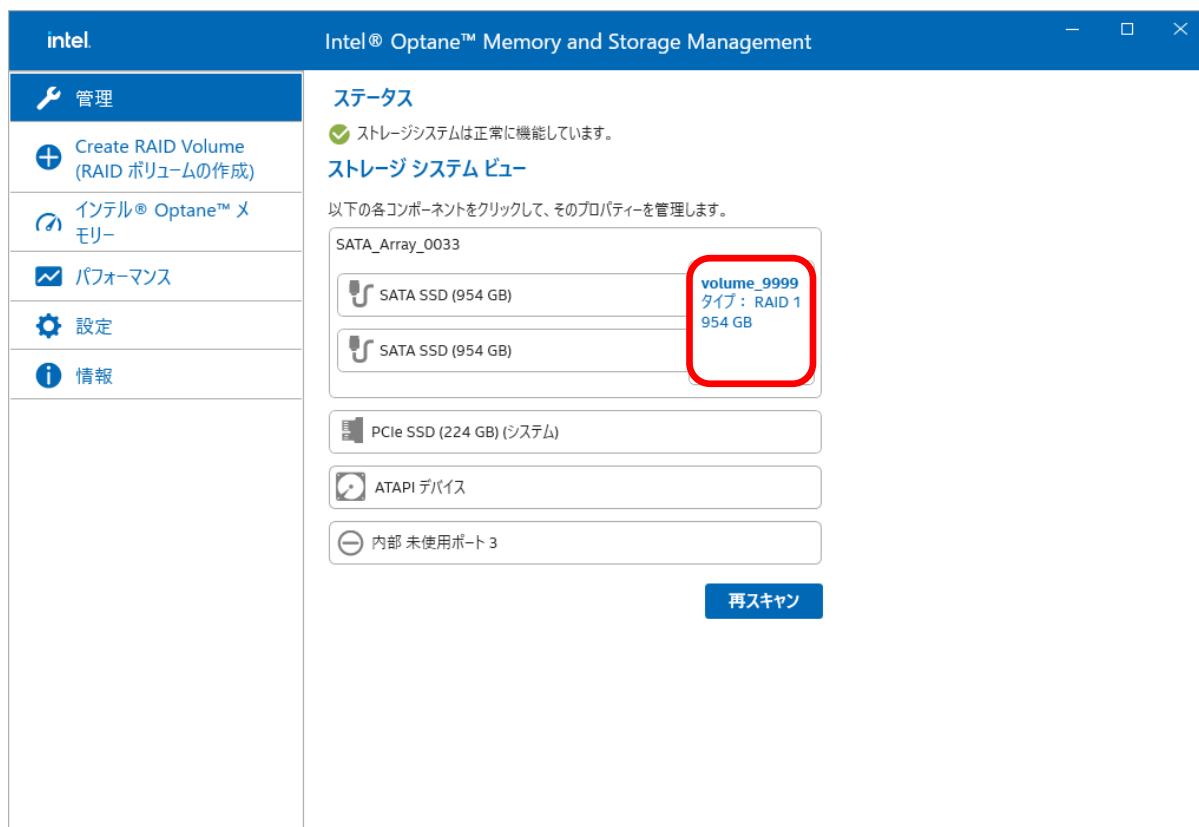 intel.
Intel® Optane™ Memory and Storage Management
管理
Create RAID Volume
(RAID ボリュームの作成)
インテル® Optane™ メ
モリー
パフォーマンス
設定
情報
ステータス
ストレージシステムは正常に機能しています。
ストレージ システム ビュー
以下の各コンポーネントをクリックして、そのプロパティーを管理します。
SATA_Array_0033
SATA SSD (954 GB)
SATA SSD (954 GB)
volume_9999
タイプ： RAID 1
954 GB
PCIe SSD (224 GB) (システム)
ATAPI デバイス
内部 未使用ポート 3
再スキャン